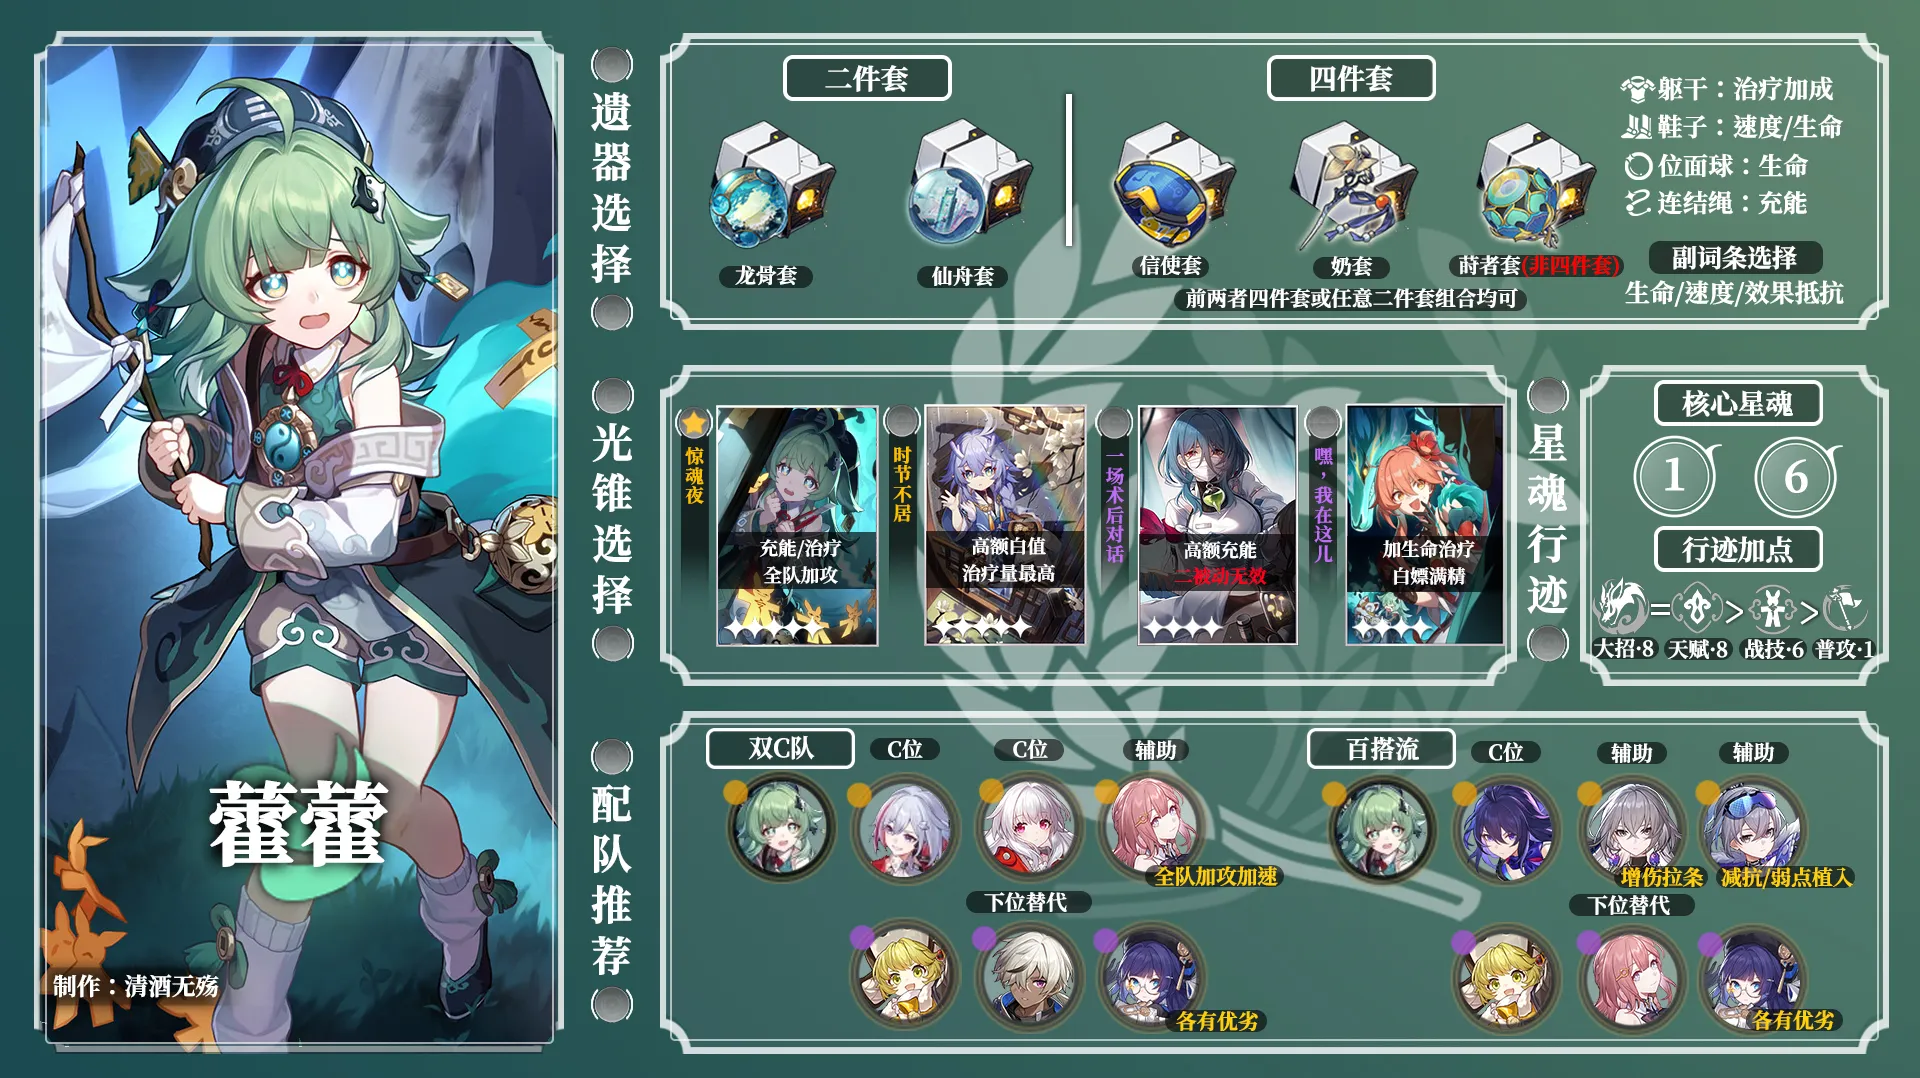 藿藿
制作：清酒无殇
遗器选择
二件套
龙骨套
仙舟套
四件套
信使套
奶套
莳者套(非四件套)
前两者四件套或任意二件套组合均可
躯干：治疗加成
鞋子：速度/生命
位面球：生命
连结绳：充能
副词条选择
生命/速度/效果抵抗
光锥选择
惊魂夜
充能/治疗
全队加攻
时节不居
高额白值
治疗量最高
一场术后对话
高额充能
二被动无效
嘿，我在这儿
加生命治疗
白嫖满精
星魂行迹
核心星魂
1
6
行迹加点
=
>
>
大招·8
天赋·8
战技·6
普攻·1
配队推荐
双C队
C位
C位
辅助
全队加攻加速
下位替代
各有优劣
百搭流
C位
辅助
辅助
增伤拉条
减抗/弱点植入
下位替代
各有优劣